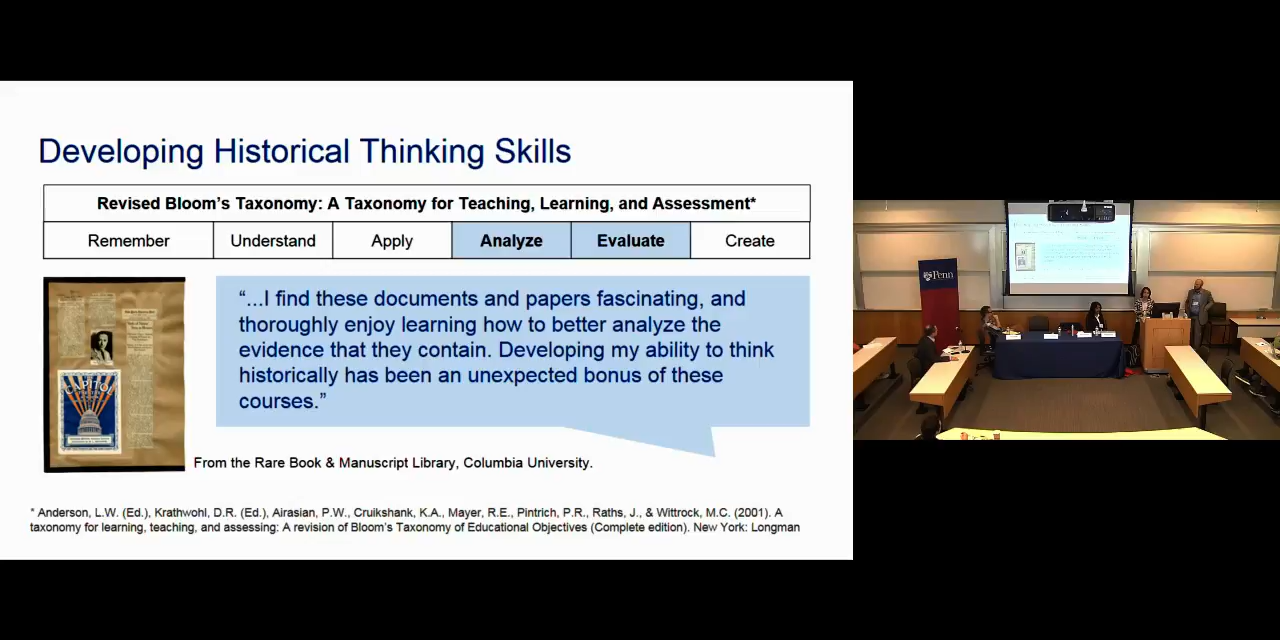 Developing Historical Thinking Skills
Revised Bloom’s Taxonomy: A Taxonomy for Teaching, Learning, and Assessment*
Remember Understand Apply Analyze Evaluate Create
“...I find these documents and papers fascinating, and
thoroughly enjoy learning how to better analyze the
evidence that they contain. Developing my ability to think
historically has been an unexpected bonus of these
courses.”
CAPITOL
From the Rare Book & Manuscript Library, Columbia University.
* Anderson, L.W. (Ed.), Krathwohl, D.R. (Ed.), Airasian, P.W., Cruikshank, K.A., Mayer, R.E., Pintrich, P.R., Raths, J., & Wittrock, M.C. (2001). A
taxonomy for learning, teaching, and assessing: A revision of Bloom’s Taxonomy of Educational Objectives (Complete edition). New York: Longman
Penn